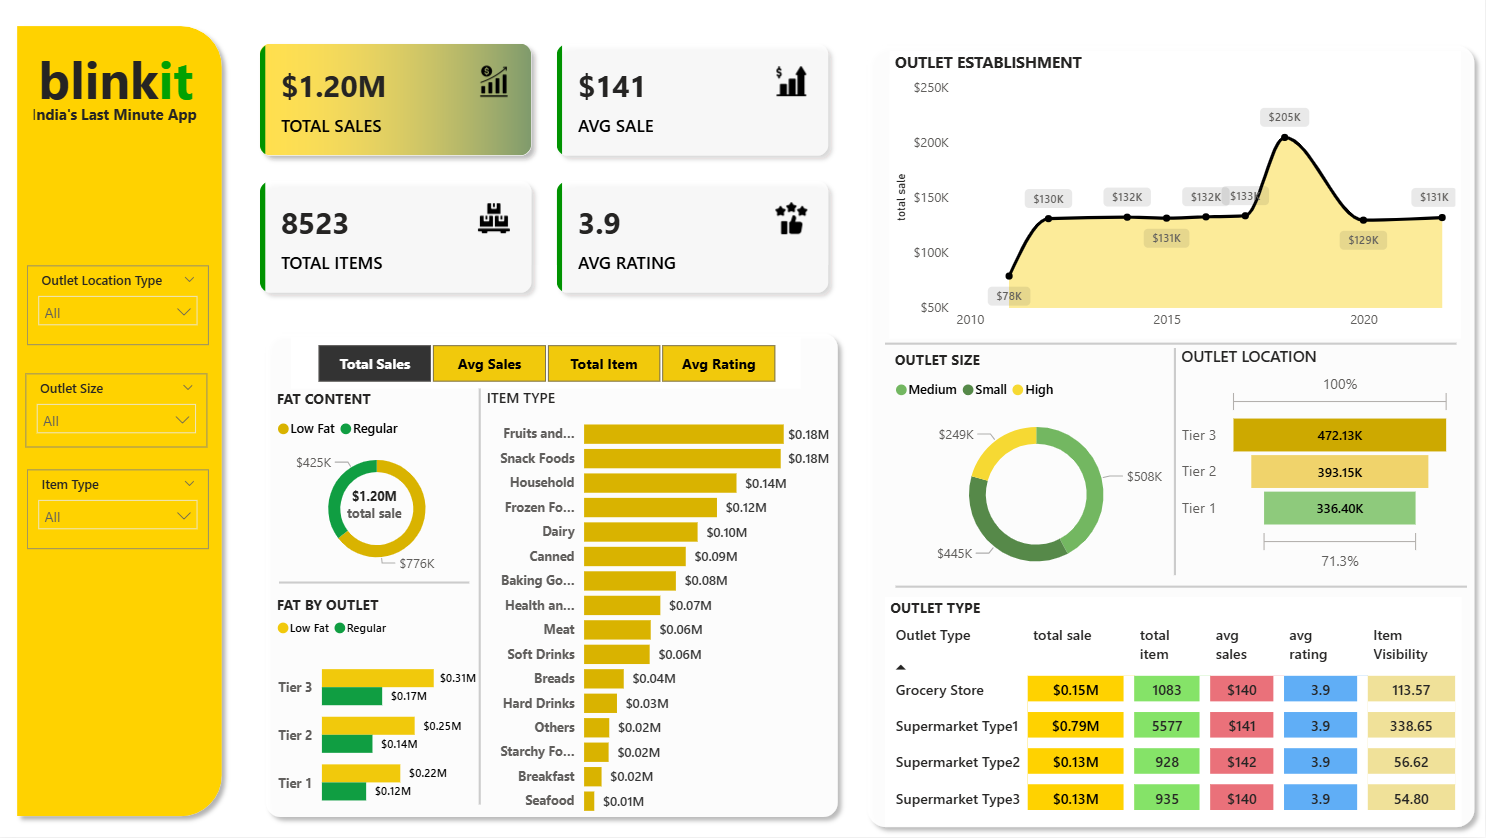 blinkit
India's Last Minute App
Outlet Location Type
All
Outlet Size
All
Item Type
All
$1.20M
TOTAL SALES
$141
AVG SALE
8523
TOTAL ITEMS
3.9
AVG RATING
Total Sales
Avg Sales
Total Item
Avg Rating
FAT CONTENT
Low Fat
Regular
$425K
$1.20M
total sale
$776K
FAT BY OUTLET
Low Fat
Regular
Tier 3
$0.31M
$0.17M
Tier 2
$0.25M
$0.14M
Tier 1
$0.22M
$0.12M
ITEM TYPE
Fruits and... $0.18M
Snack Foods $0.18M
Household $0.14M
Frozen Fo... $0.12M
Dairy $0.10M
Canned $0.09M
Baking Go... $0.08M
Health an... $0.07M
Meat $0.06M
Soft Drinks $0.06M
Breads $0.04M
Hard Drinks $0.03M
Others $0.02M
Starchy Fo... $0.02M
Breakfast $0.02M
Seafood $0.01M
OUTLET ESTABLISHMENT
total sale
$250K
$200K
$150K
$100K
$50K
$78K
$130K
$132K
$131K
$132K
$133K
$205K
$129K
$131K
2010
2015
2020
OUTLET SIZE
Medium
Small
High
$249K
$508K
$445K
OUTLET LOCATION
100%
Tier 3 472.13K
Tier 2 393.15K
Tier 1 336.40K
71.3%
OUTLET TYPE
Outlet Type total sale total item avg sales avg rating Item Visibility
Grocery Store $0.15M 1083 $140 3.9 113.57
Supermarket Type1 $0.79M 5577 $141 3.9 338.65
Supermarket Type2 $0.13M 928 $142 3.9 56.62
Supermarket Type3 $0.13M 935 $140 3.9 54.80